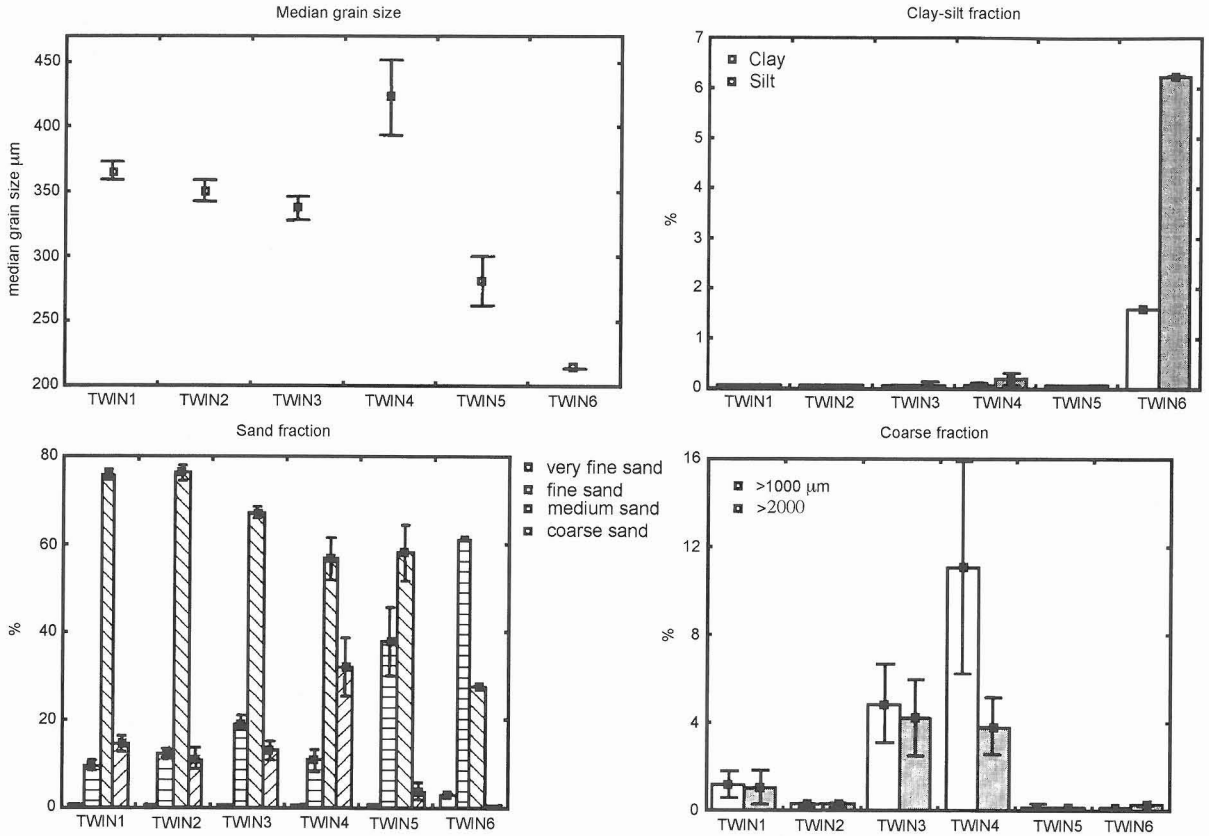 Median grain size
median grain size µm
450
400
350
300
250
200
TWIN1 TWIN2 TWIN3 TWIN4 TWIN5 TWIN6
Clay-silt fraction
Clay
Silt
%
7
6
5
4
3
2
1
0
TWIN1 TWIN2 TWIN3 TWIN4 TWIN5 TWIN6
Sand fraction
very fine sand
fine sand
medium sand
coarse sand
%
80
60
40
20
0
TWIN1 TWIN2 TWIN3 TWIN4 TWIN5 TWIN6
Coarse fraction
>1000 µm
>2000
%
16
12
8
4
0
TWIN1 TWIN2 TWIN3 TWIN4 TWIN5 TWIN6